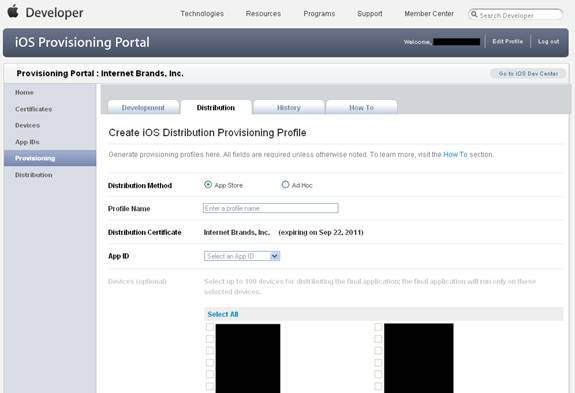 Developer
Technologies Resources Programs Support Member Center Search Developer
iOS Provisioning Portal
Welcome, Edit Profile Log out
Provisioning Portal : Internet Brands, Inc.
Go to iOS Dev Center
Home
Certificates
Devices
App IDs
Provisioning
Distribution
Development Distribution History How To
Create iOS Distribution Provisioning Profile
Generate provisioning profiles here. All fields are required unless otherwise noted. To learn more, visit the How To section.
Distribution Method App Store Ad Hoc
Profile Name Enter a profile name
Distribution Certificate Internet Brands, Inc. (expiring on Sep 22, 2011)
App ID Select an App ID
Devices (optional) Select up to 100 devices for distributing the final application; the final application will run only on these
selected devices.
Select All